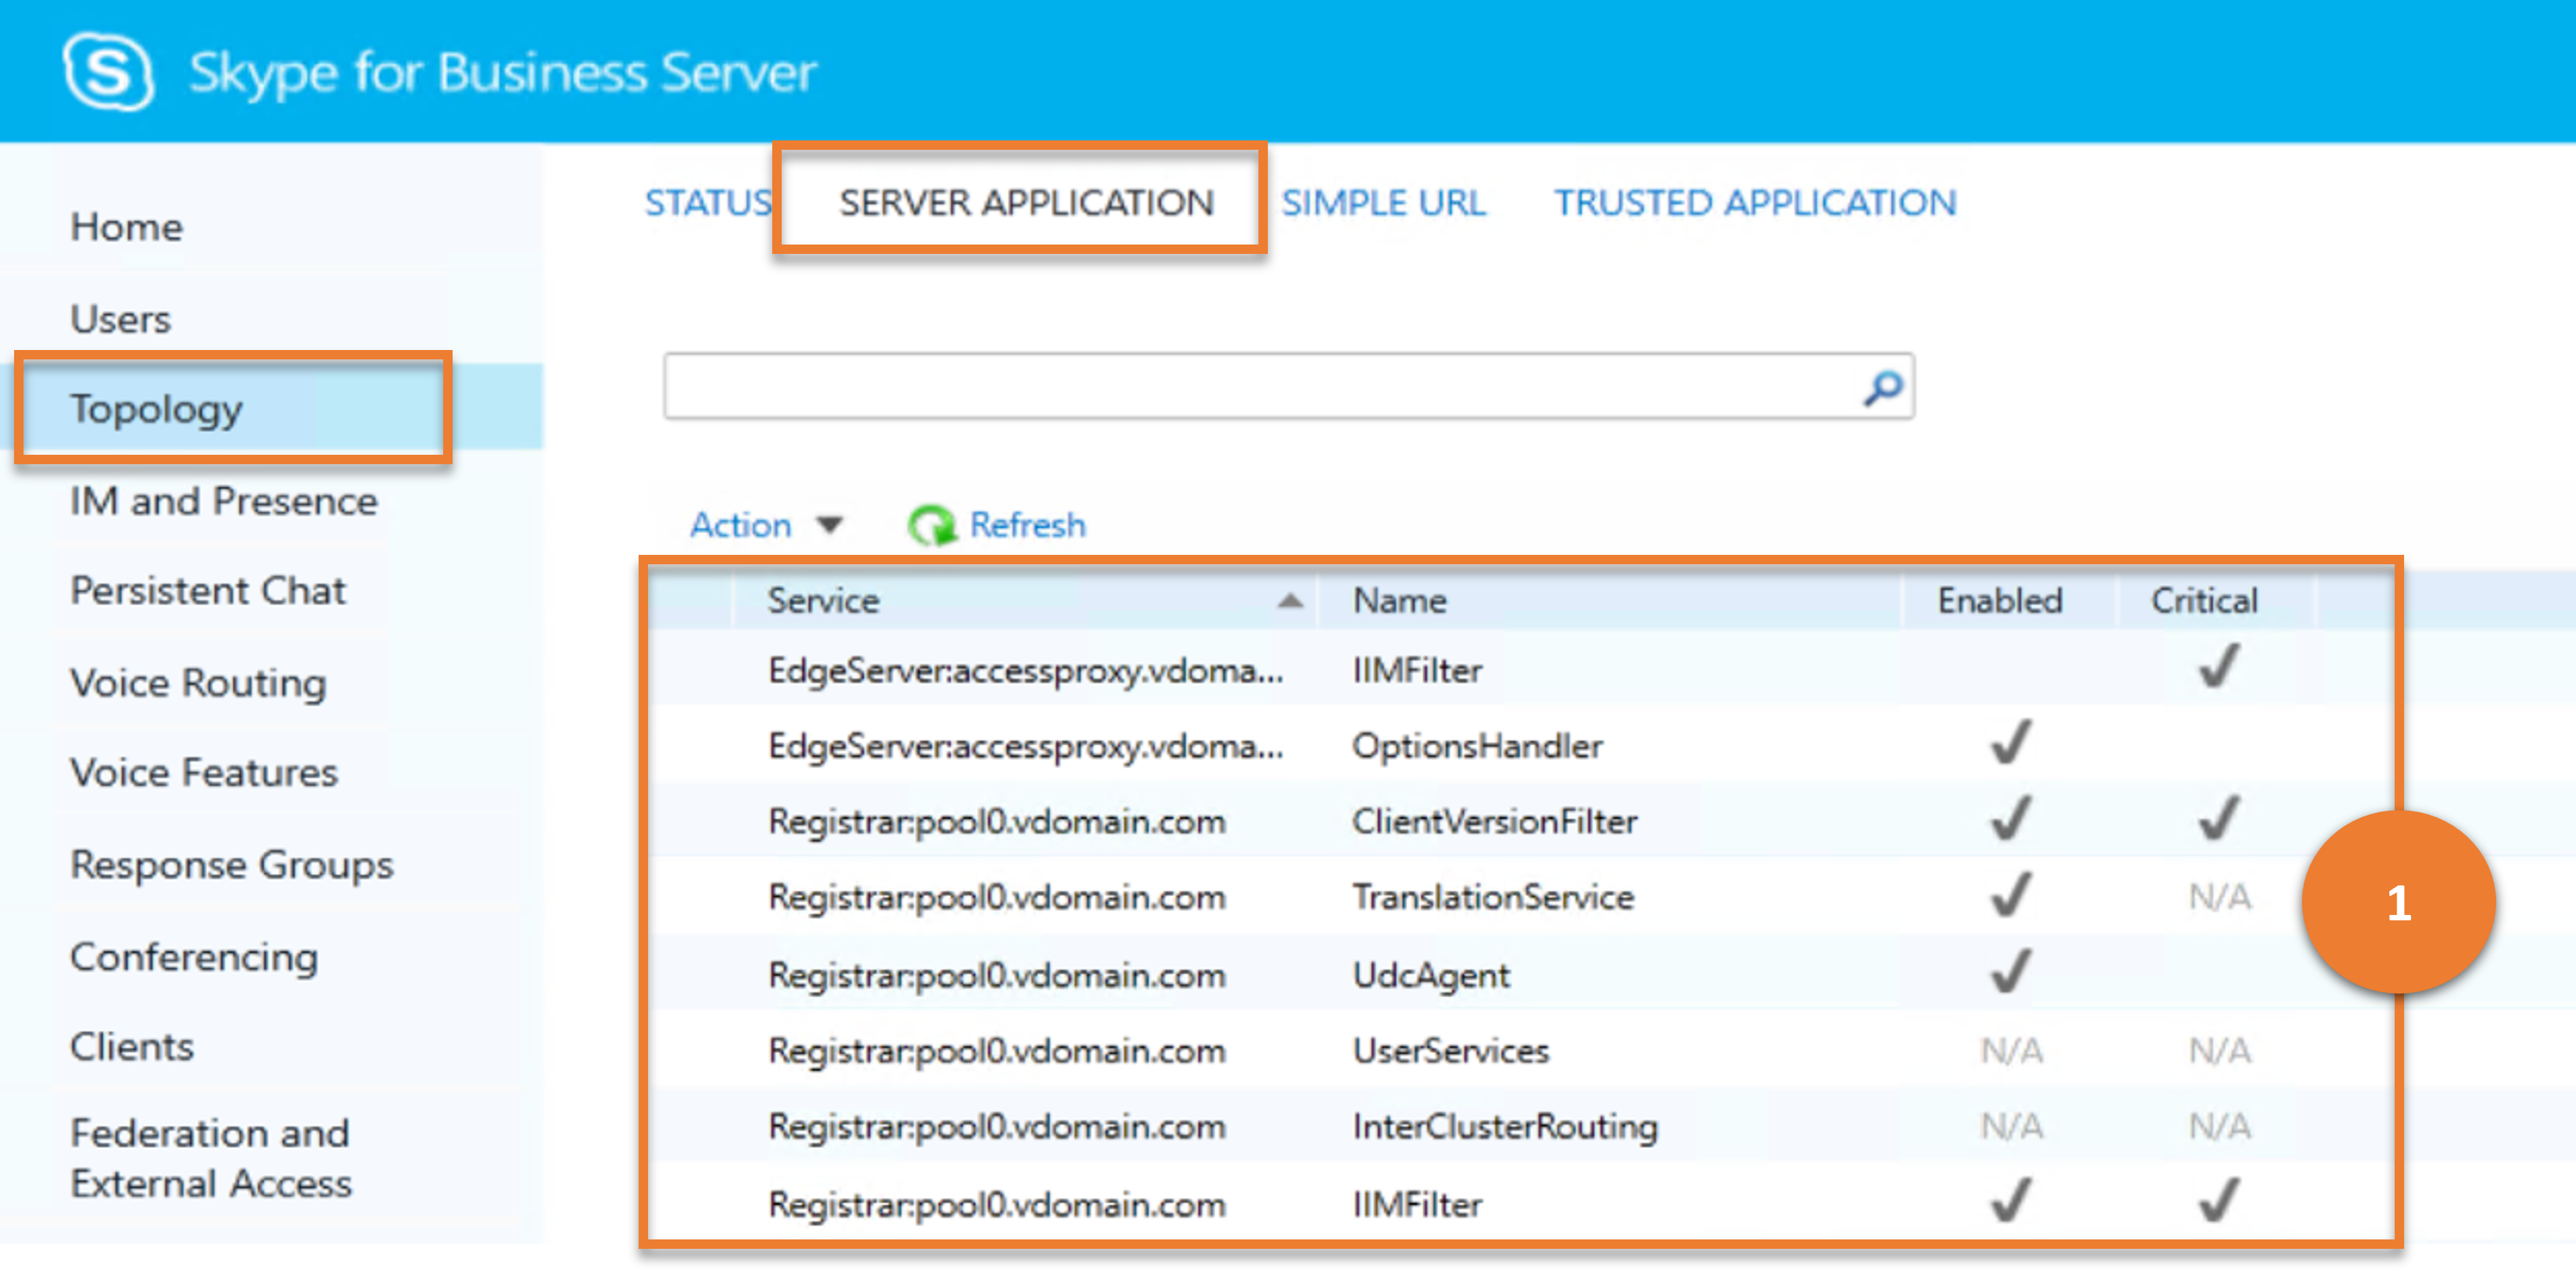 Skype for Business Server
STATUS SERVER APPLICATION SIMPLE URL TRUSTED APPLICATION
Home
Users
Topology
IM and Presence
Persistent Chat
Voice Routing
Voice Features
Response Groups
Conferencing
Clients
Federation and
External Access
Action Refresh
Service Name Enabled Critical
EdgeServer:accessproxy.vdoma... IIMFilter
EdgeServer:accessproxy.vdoma... OptionsHandler
Registrar:pool0.vdomain.com ClientVersionFilter
Registrar:pool0.vdomain.com TranslationService N/A
Registrar:pool0.vdomain.com UdcAgent
Registrar:pool0.vdomain.com UserServices N/A N/A
Registrar:pool0.vdomain.com InterClusterRouting N/A N/A
Registrar:pool0.vdomain.com IIMFilter
1